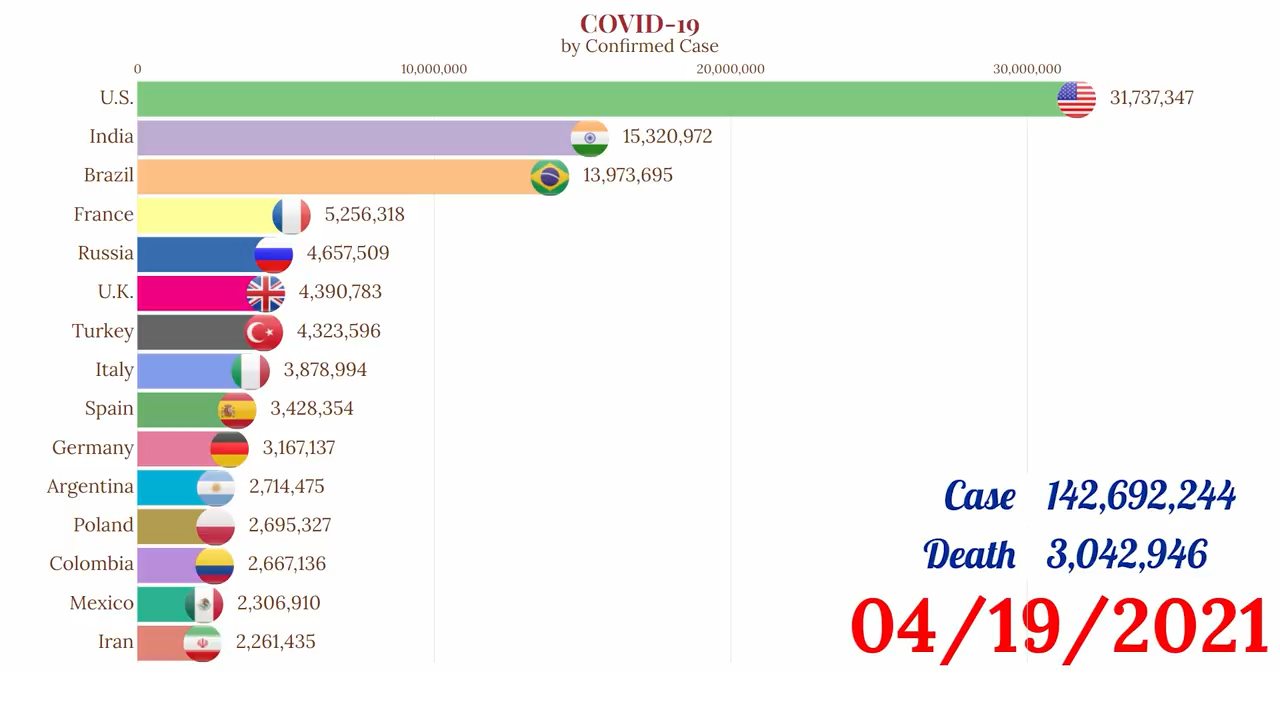 COVID-19
by Confirmed Case
0 10,000,000 20,000,000 30,000,000
U.S. 31,737,347
India 15,320,972
Brazil 13,973,695
France 5,256,318
Russia 4,657,509
U.K. 4,390,783
Turkey 4,323,596
Italy 3,878,994
Spain 3,428,354
Germany 3,167,137
Argentina 2,714,475
Poland 2,695,327
Colombia 2,667,136
Mexico 2,306,910
Iran 2,261,435
Case 142,692,244
Death 3,042,946
04/19/2021